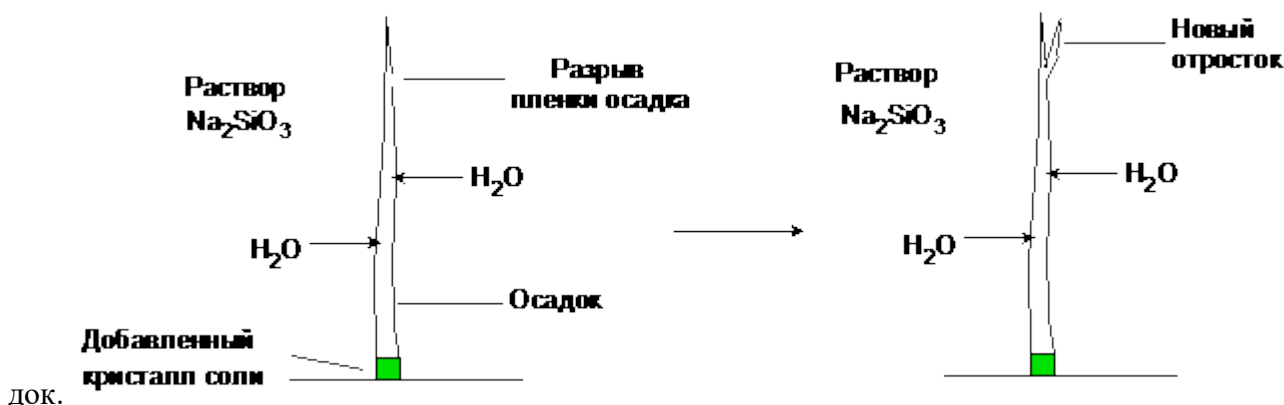 Раствор
Na₂SiO₃
Разрыв
пленки осадка
H₂O
H₂O
Осадок
Добавленный
кристалл соли
Новый
отросток
Раствор
Na₂SiO₃
H₂O
H₂O
док.